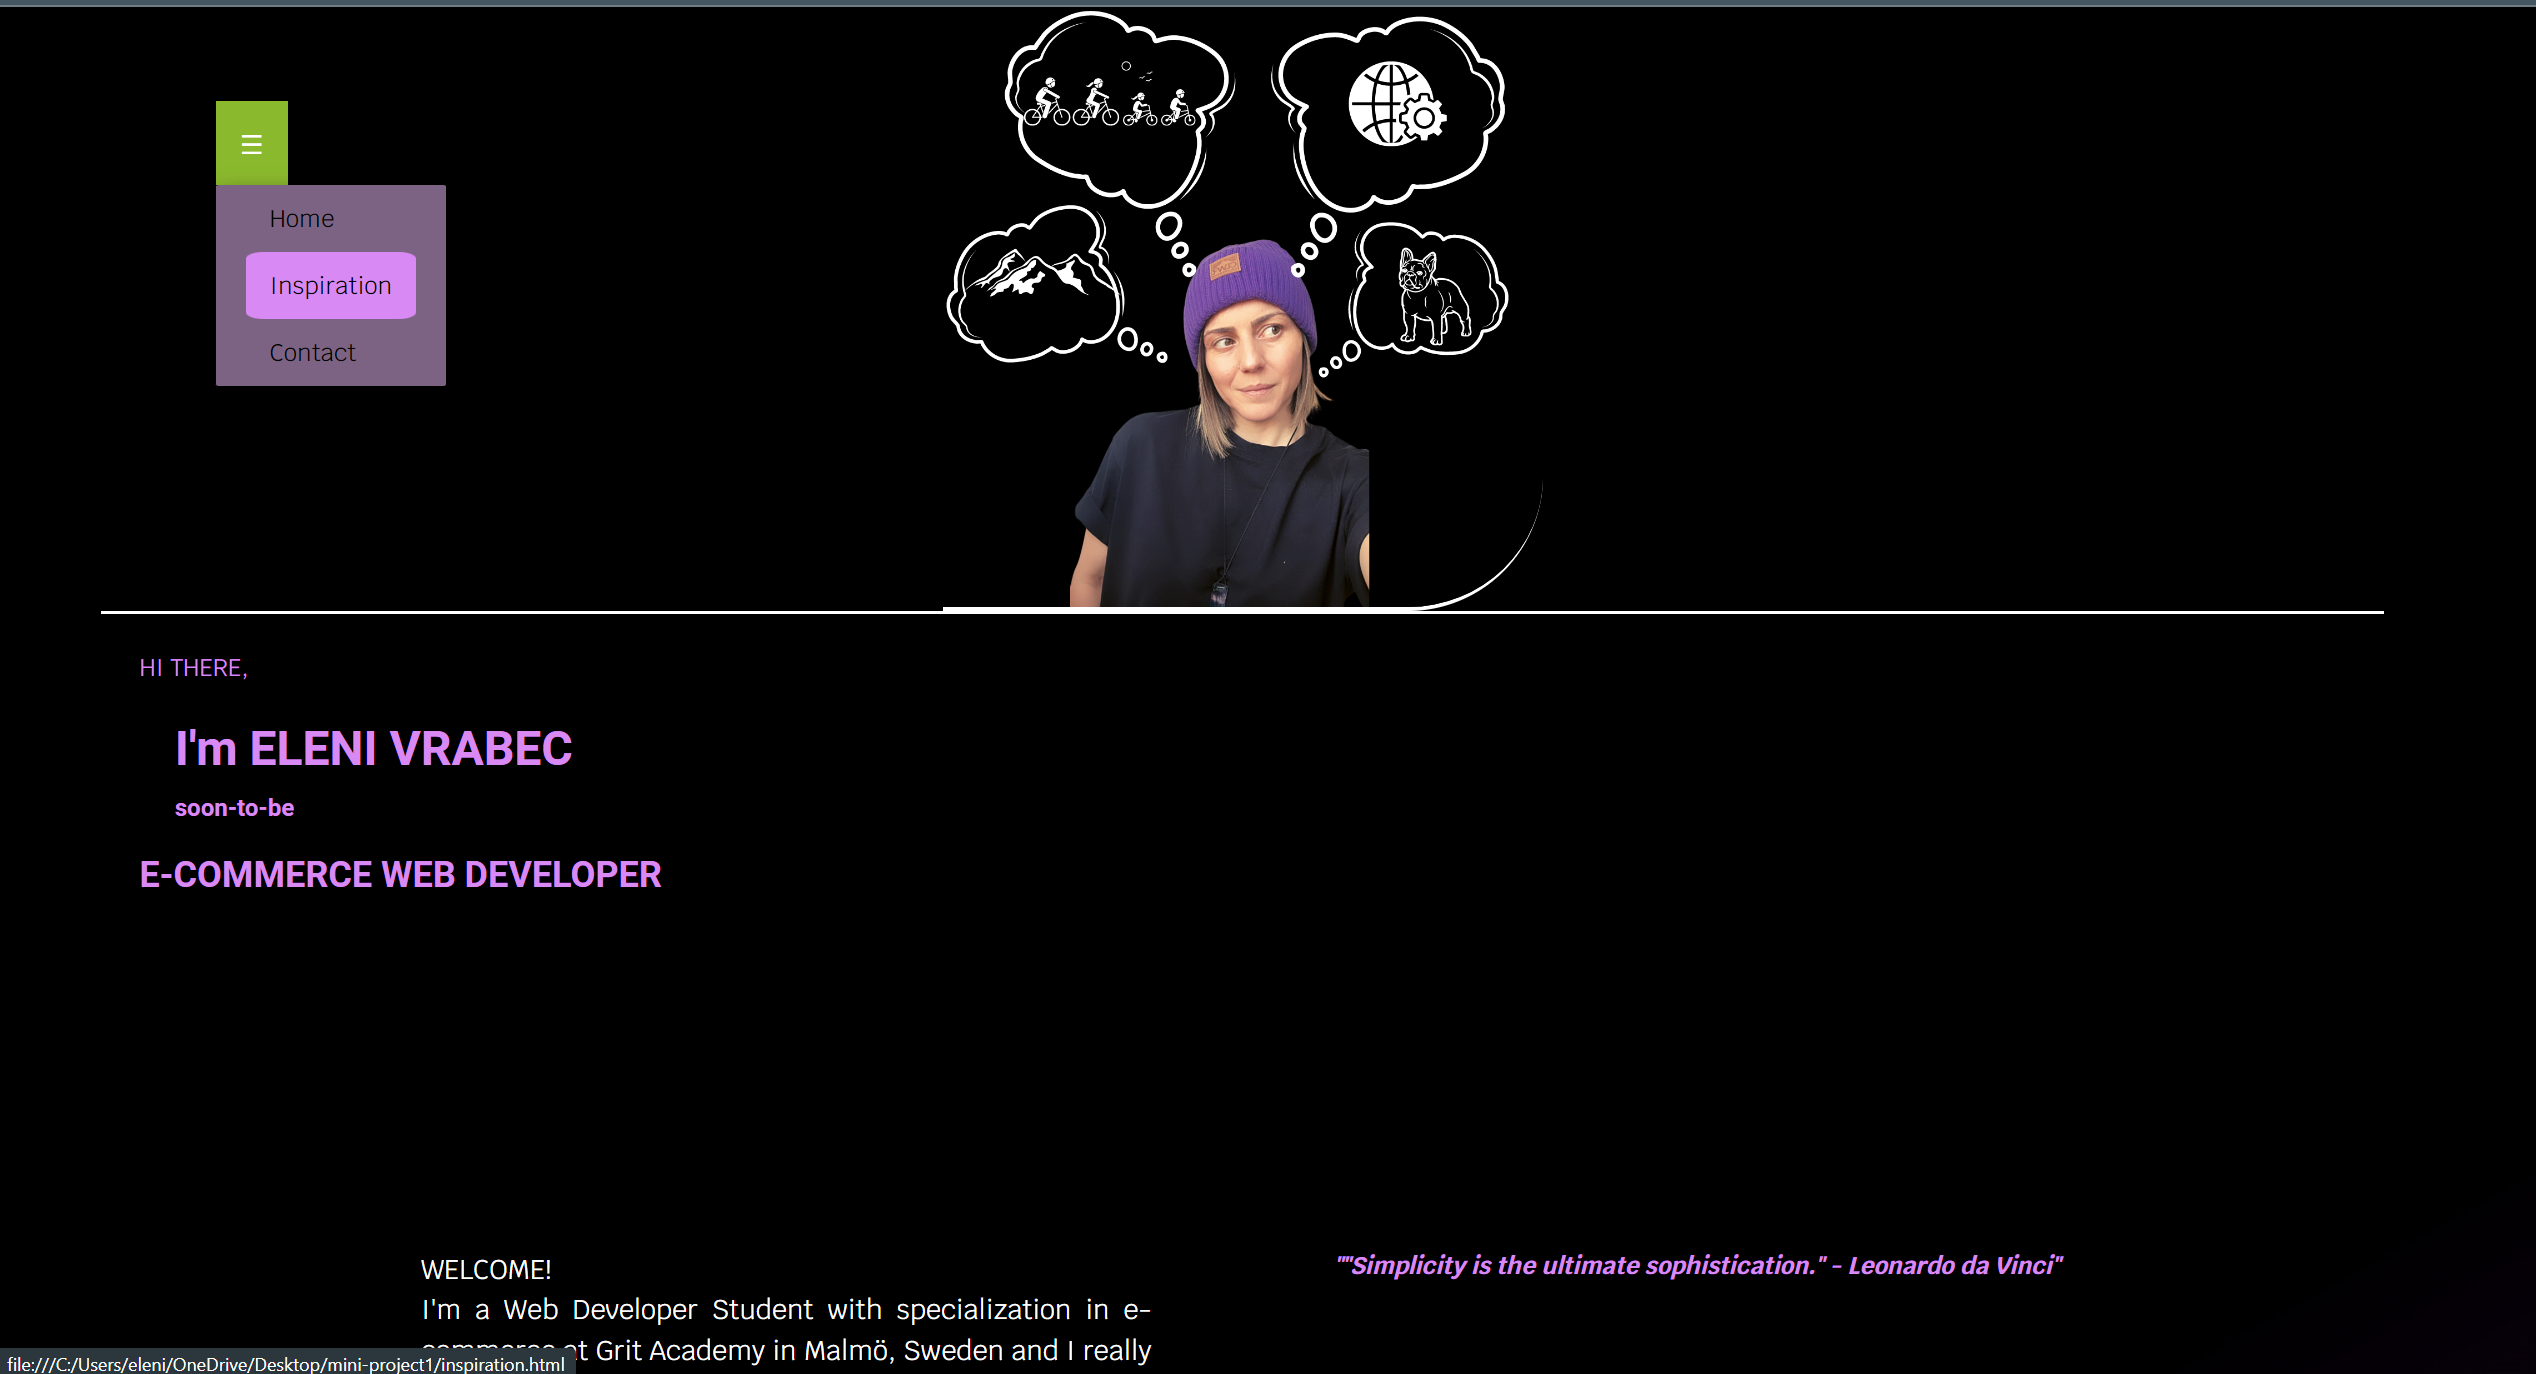 ☰
Home
Inspiration
Contact
HI THERE,
I'm ELENI VRABEC
soon-to-be
E-COMMERCE WEB DEVELOPER
WELCOME!
I'm a Web Developer Student with specialization in e-
commerce at Grit Academy in Malmö, Sweden and I really
""Simplicity is the ultimate sophistication." - Leonardo da Vinci"
file:///C:/Users/eleni/OneDrive/Desktop/mini-project1/inspiration.html